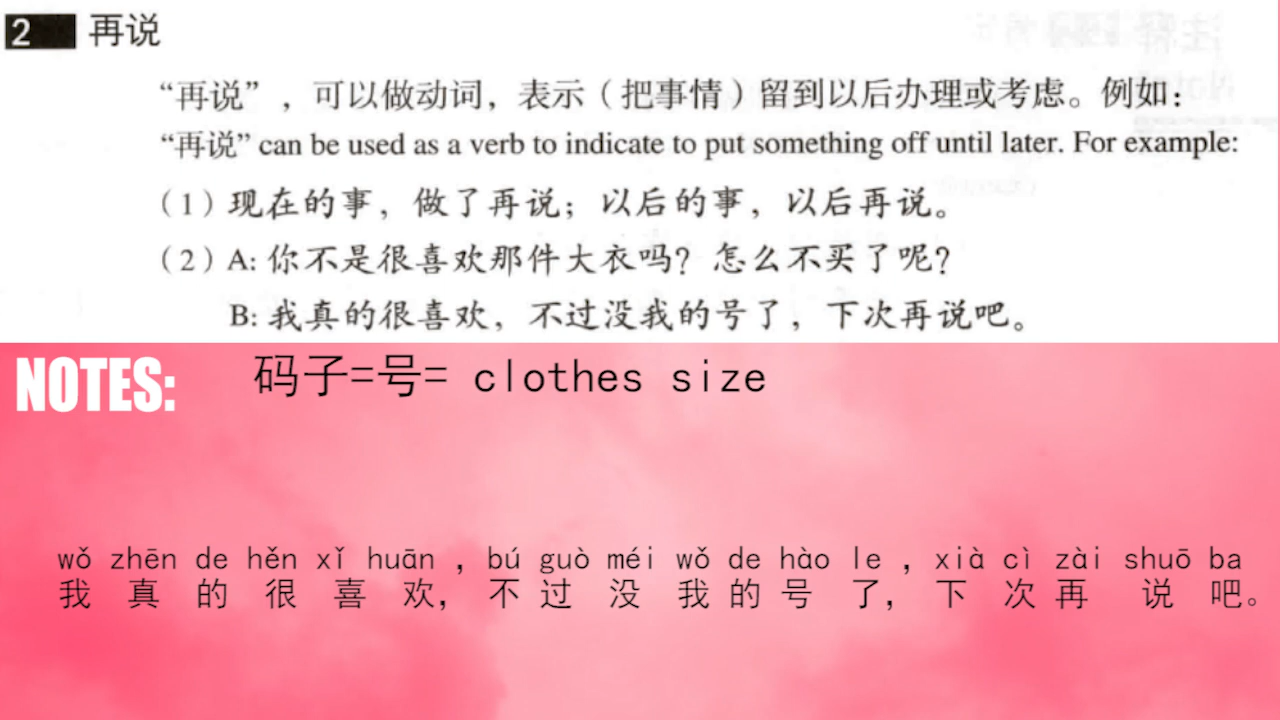 2 再说
“再说”，可以做动词，表示（把事情）留到以后办理或考虑。例如：
“再说” can be used as a verb to indicate to put something off until later. For example:
（1）现在的事，做了再说；以后的事，以后再说。
（2）A: 你不是很喜欢那件大衣吗？怎么不买了呢？
B: 我真的很喜欢，不过没我的号了，下次再说吧。
NOTES: 码子=号= clothes size
wǒ zhēn de hěn xǐ huān , bú guò méi wǒ de hào le , xià cì zài shuō ba
我 真 的 很 喜 欢, 不 过 没 我 的 号 了, 下 次 再 说 吧。